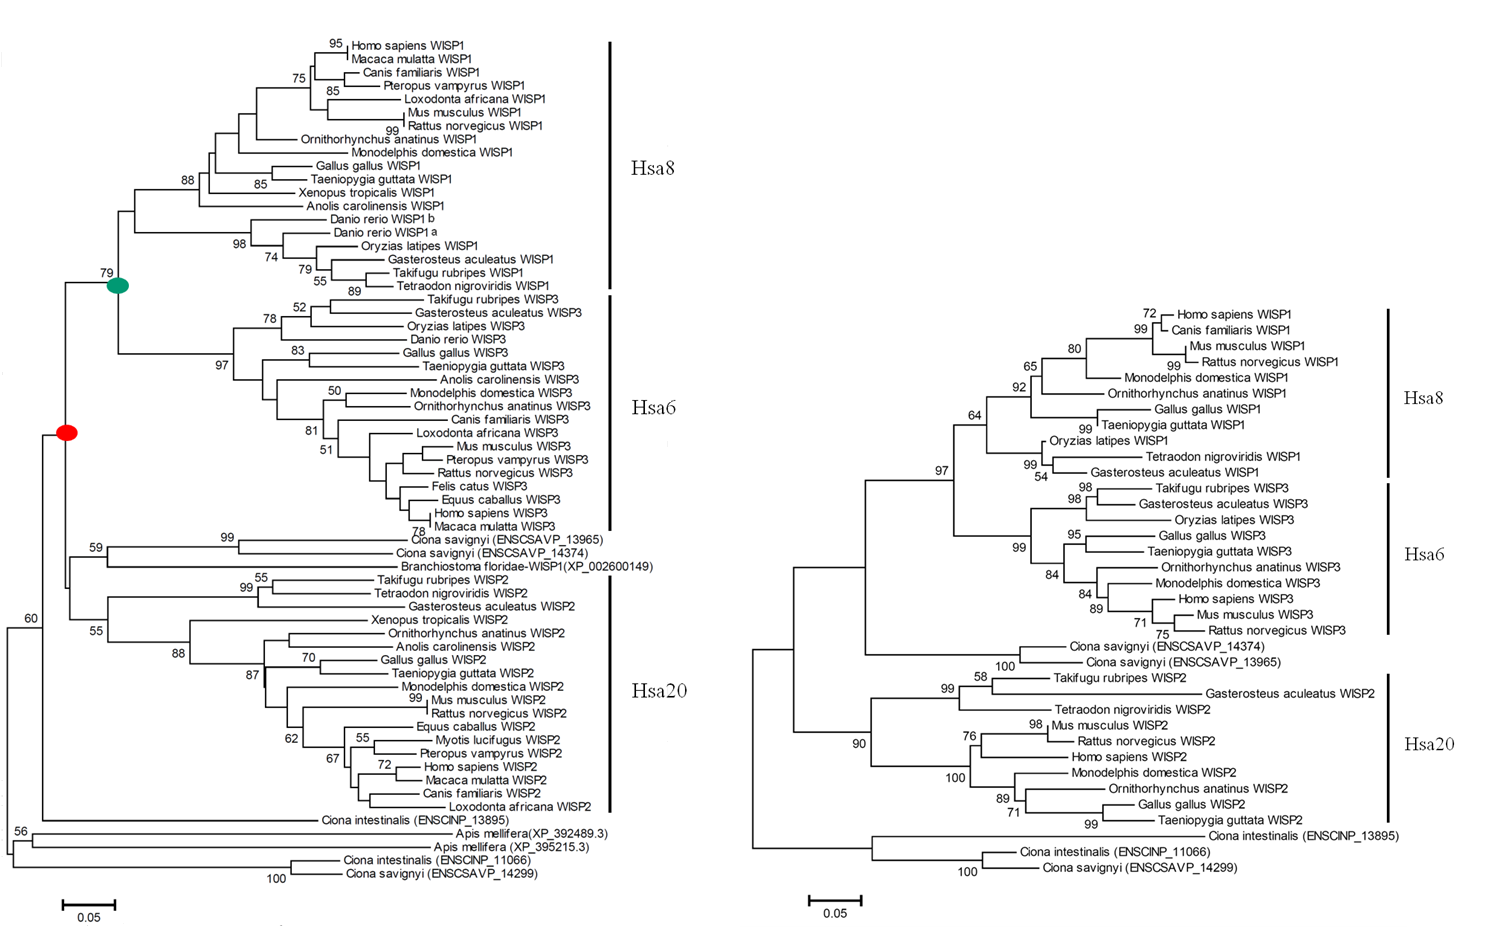 95 Homo sapiens WISP1
Macaca mulatta WISP1
75 Canis familiaris WISP1
Pteropus vampyrus WISP1
85 Loxodonta africana WISP1
Mus musculus WISP1
Rattus norvegicus WISP1
99
Ornithorhynchus anatinus WISP1
Monodelphis domestica WISP1
Gallus gallus WISP1
Hsa8
88 85 Taeniopygia guttata WISP1
Xenopus tropicalis WISP1
Anolis carolinensis WISP1
Danio rerio WISP1 b
Danio rerio WISP1 a
98
74 Oryzias latipes WISP1
Gasterosteus aculeatus WISP1
79 Takifugu rubripes WISP1
55
89 Tetraodon nigroviridis WISP1
79
Takifugu rubripes WISP3
52 Gasterosteus aculeatus WISP3
78 Oryzias latipes WISP3
Danio rerio WISP3
83 Gallus gallus WISP3
97 Taeniopygia guttata WISP3
Anolis carolinensis WISP3
50 Monodelphis domestica WISP3
Ornithorhynchus anatinus WISP3
Hsa6
Canis familiaris WISP3
81 Loxodonta africana WISP3
51 Mus musculus WISP3
Pteropus vampyrus WISP3
Rattus norvegicus WISP3
Felis catus WISP3
Equus caballus WISP3
Homo sapiens WISP3
Macaca mulatta WISP3
78
99 Ciona savignyi (ENSCSAVP_13965)
59 Ciona savignyi (ENSCSAVP_14374)
Branchiostoma floridae-WISP1(XP_002600149)
55 Takifugu rubripes WISP2
99 Tetraodon nigroviridis WISP2
Gasterosteus aculeatus WISP2
60 Xenopus tropicalis WISP2
55 Ornithorhynchus anatinus WISP2
Anolis carolinensis WISP2
88 70 Gallus gallus WISP2
87 Taeniopygia guttata WISP2
Monodelphis domestica WISP2
Hsa20
99 Mus musculus WISP2
Rattus norvegicus WISP2
Equus caballus WISP2
62 55 Myotis lucifugus WISP2
67 Pteropus vampyrus WISP2
72 Homo sapiens WISP2
Macaca mulatta WISP2
Canis familiaris WISP2
Loxodonta africana WISP2
Ciona intestinalis (ENSCINP_13895)
56 Apis mellifera(XP_392489.3)
Apis mellifera (XP_395215.3)
Ciona intestinalis (ENSCINP_11066)
100 Ciona savignyi (ENSCSAVP_14299)
0.05
72 Homo sapiens WISP1
99 Canis familiaris WISP1
80 Mus musculus WISP1
99 Rattus norvegicus WISP1
65 Monodelphis domestica WISP1
92 Ornithorhynchus anatinus WISP1
Hsa8
Gallus gallus WISP1
64 99 Taeniopygia guttata WISP1
Oryzias latipes WISP1
99 Tetraodon nigroviridis WISP1
97 54 Gasterosteus aculeatus WISP1
98 Takifugu rubripes WISP3
98 Gasterosteus aculeatus WISP3
Oryzias latipes WISP3
95 Gallus gallus WISP3
99 Taeniopygia guttata WISP3
Hsa6
84 Ornithorhynchus anatinus WISP3
84 Monodelphis domestica WISP3
89 Homo sapiens WISP3
71 Mus musculus WISP3
75 Rattus norvegicus WISP3
Ciona savignyi (ENSCSAVP_14374)
100 Ciona savignyi (ENSCSAVP_13965)
58 Takifugu rubripes WISP2
99 Gasterosteus aculeatus WISP2
Tetraodon nigroviridis WISP2
98 Mus musculus WISP2
90 76 Rattus norvegicus WISP2
Hsa20
Homo sapiens WISP2
100 Monodelphis domestica WISP2
89 Ornithorhynchus anatinus WISP2
71 Gallus gallus WISP2
99 Taeniopygia guttata WISP2
Ciona intestinalis (ENSCINP_13895)
Ciona intestinalis (ENSCINP_11066)
100 Ciona savignyi (ENSCSAVP_14299)
0.05